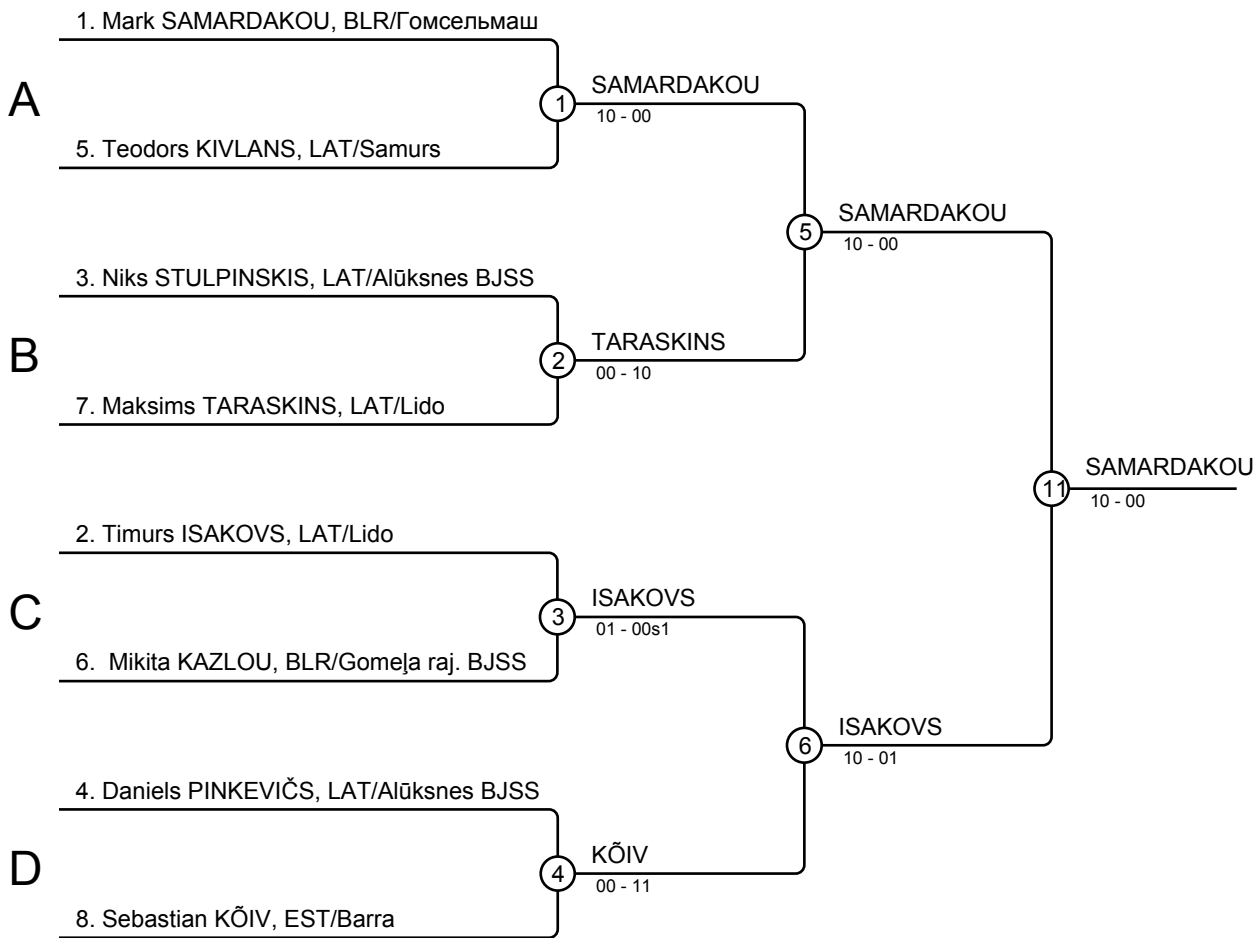 1. Mark SAMARDAKOU, BLR/Гомсельмаш
A
1
SAMARDAKOU
10 - 00
5. Teodors KIVLANS, LAT/Samurs
5
SAMARDAKOU
10 - 00
3. Niks STULPINSKIS, LAT/Alūksnes BJSS
B
2
TARASKINS
00 - 10
7. Maksims TARASKINS, LAT/Lido
11
SAMARDAKOU
10 - 00
2. Timurs ISAKOVS, LAT/Lido
C
3
ISAKOVS
01 - 00s1
6. Mikita KAZLOU, BLR/Gomeļa raj. BJSS
6
ISAKOVS
10 - 01
4. Daniels PINKEVIČS, LAT/Alūksnes BJSS
D
4
KÕIV
00 - 11
8. Sebastian KÕIV, EST/Barra